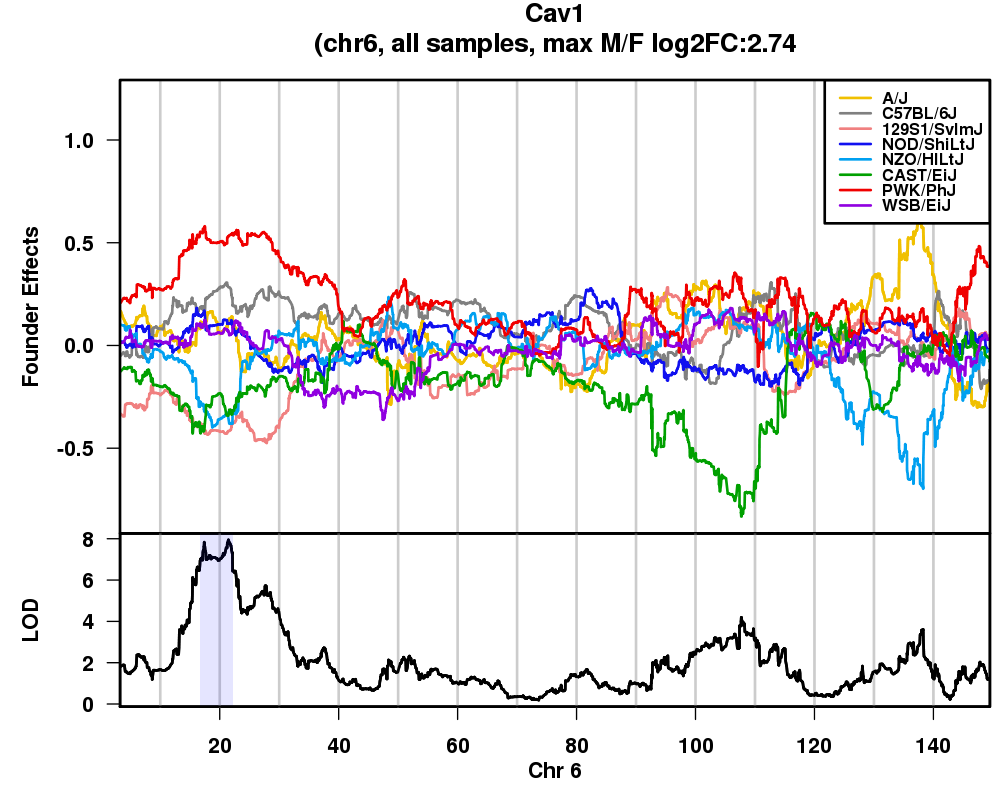 Cav1
(chr6, all samples, max M/F log2FC:2.74
A/J
C57BL/6J
129S1/SvImJ
NOD/ShiLtJ
NZO/HlLtJ
CAST/EiJ
PWK/PhJ
WSB/EiJ
Founder Effects
1.0
0.5
0.0
-0.5
LOD
8
6
4
2
0
20 40 60 80 100 120 140
Chr 6